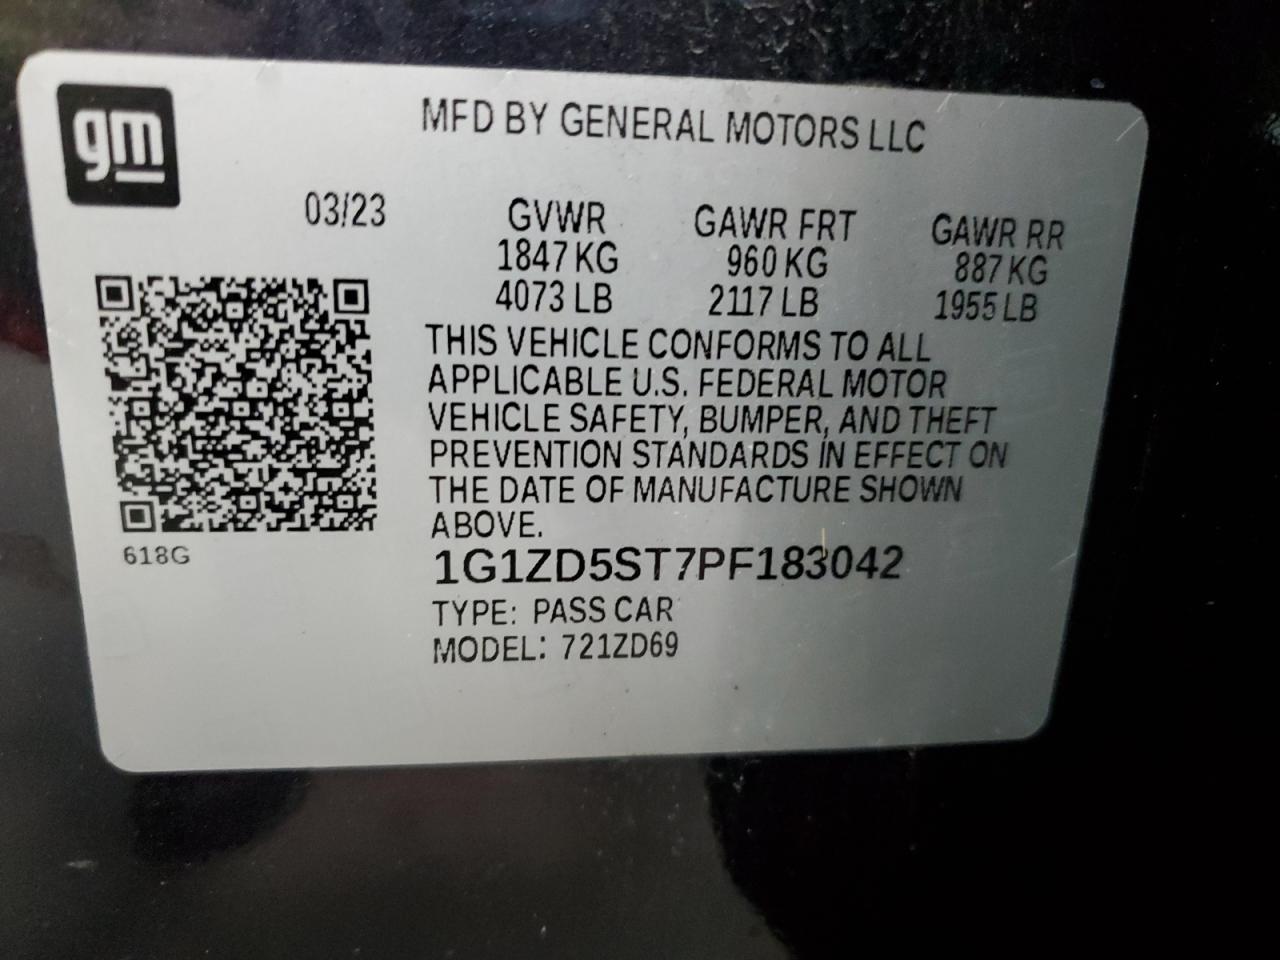 gm
MFD BY GENERAL MOTORS LLC
03/23 GVWR GAWR FRT GAWR RR
1847 KG 960 KG 887 KG
4073 LB 2117 LB 1955 LB
THIS VEHICLE CONFORMS TO ALL
APPLICABLE U.S. FEDERAL MOTOR
VEHICLE SAFETY, BUMPER, AND THEFT
PREVENTION STANDARDS IN EFFECT ON
THE DATE OF MANUFACTURE SHOWN
ABOVE.
618G
1G1ZD5ST7PF183042
TYPE: PASS CAR
MODEL: 721ZD69